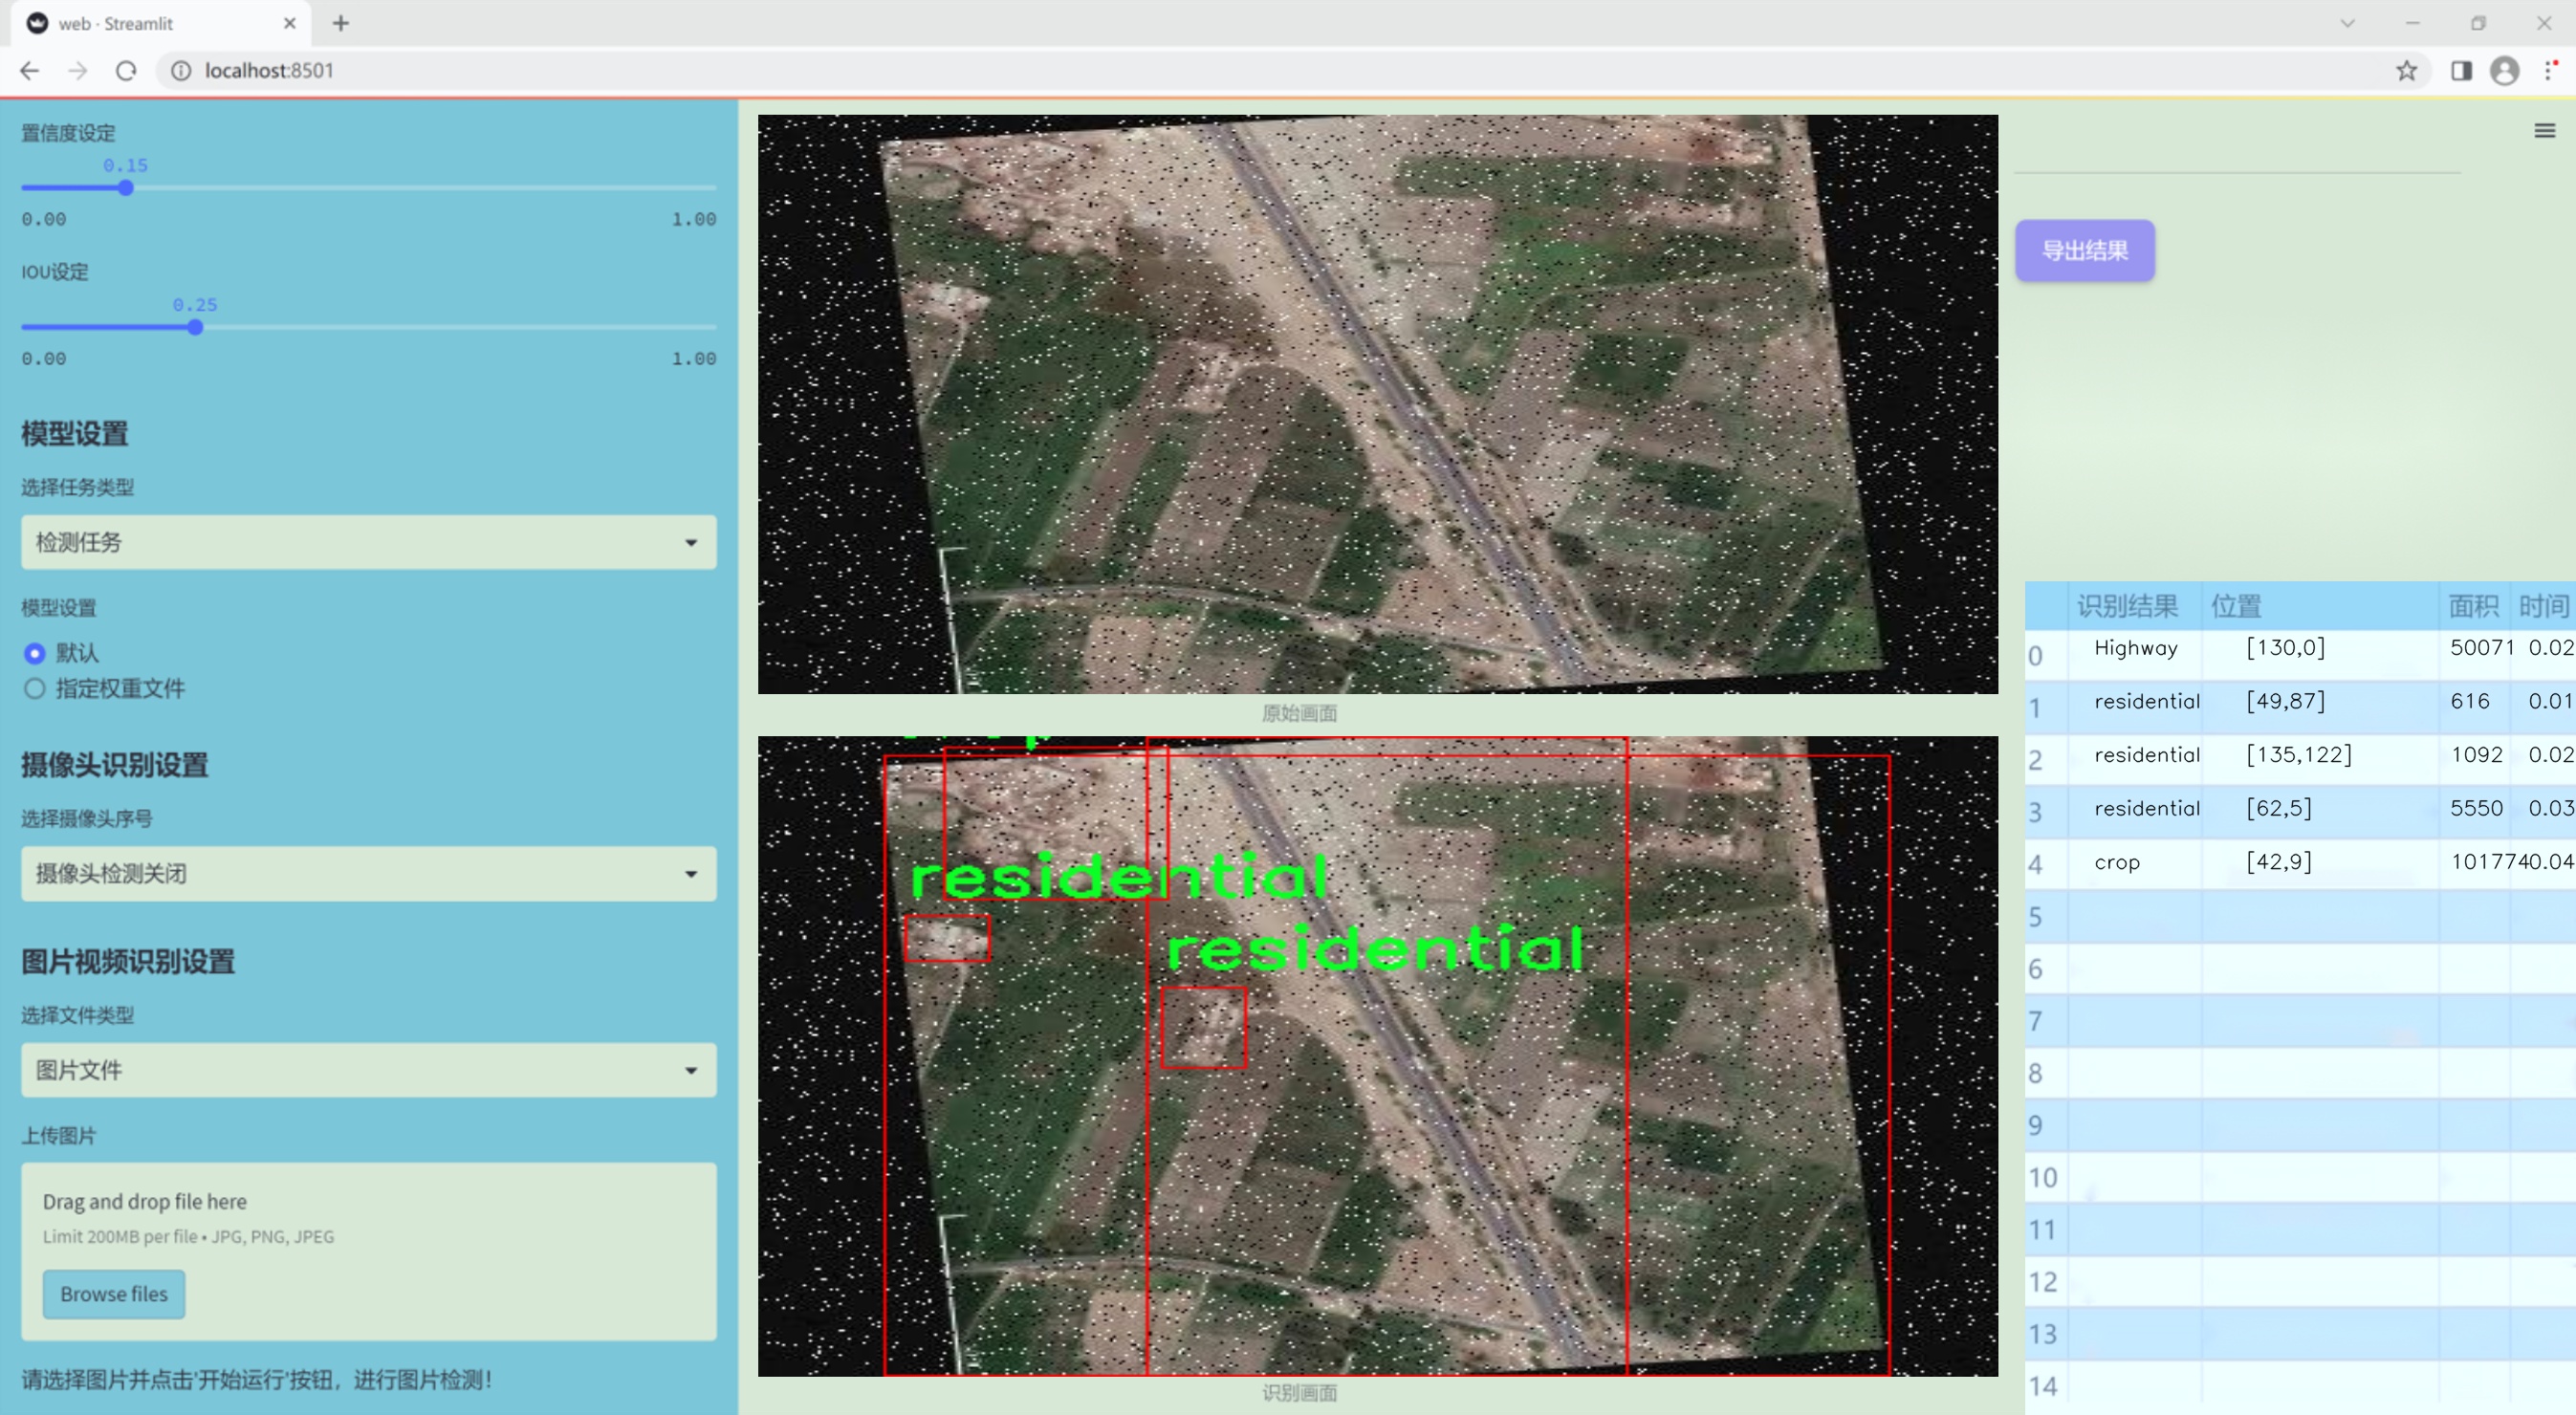 web · Streamlit
localhost:8501
置信度设定
0.15
0.00 1.00
IOU设定
0.25
0.00 1.00
模型设置
选择任务类型
检测任务
模型设置
默认
指定权重文件
摄像头识别设置
选择摄像头序号
摄像头检测关闭
图片视频识别设置
选择文件类型
图片文件
上传图片
Drag and drop file here
Limit 200MB per file • JPG, PNG, JPEG
Browse files
请选择图片并点击'开始运行'按钮，进行图片检测！
原始画面
residential
residential
识别画面
导出结果
识别结果 位置 面积 时间
0 Highway [130,0] 50071 0.02
1 residential [49,87] 616 0.01
2 residential [135,122] 1092 0.02
3 residential [62,5] 5550 0.03
4 crop [42,9] 101774 0.04
5
6
7
8
9
10
11
12
13
14